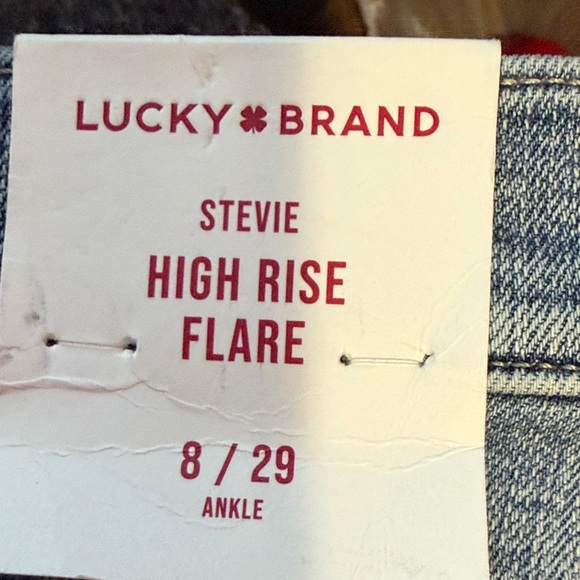 LUCKY BRAND
STEVIE
HIGH RISE
FLARE
8 / 29
ANKLE